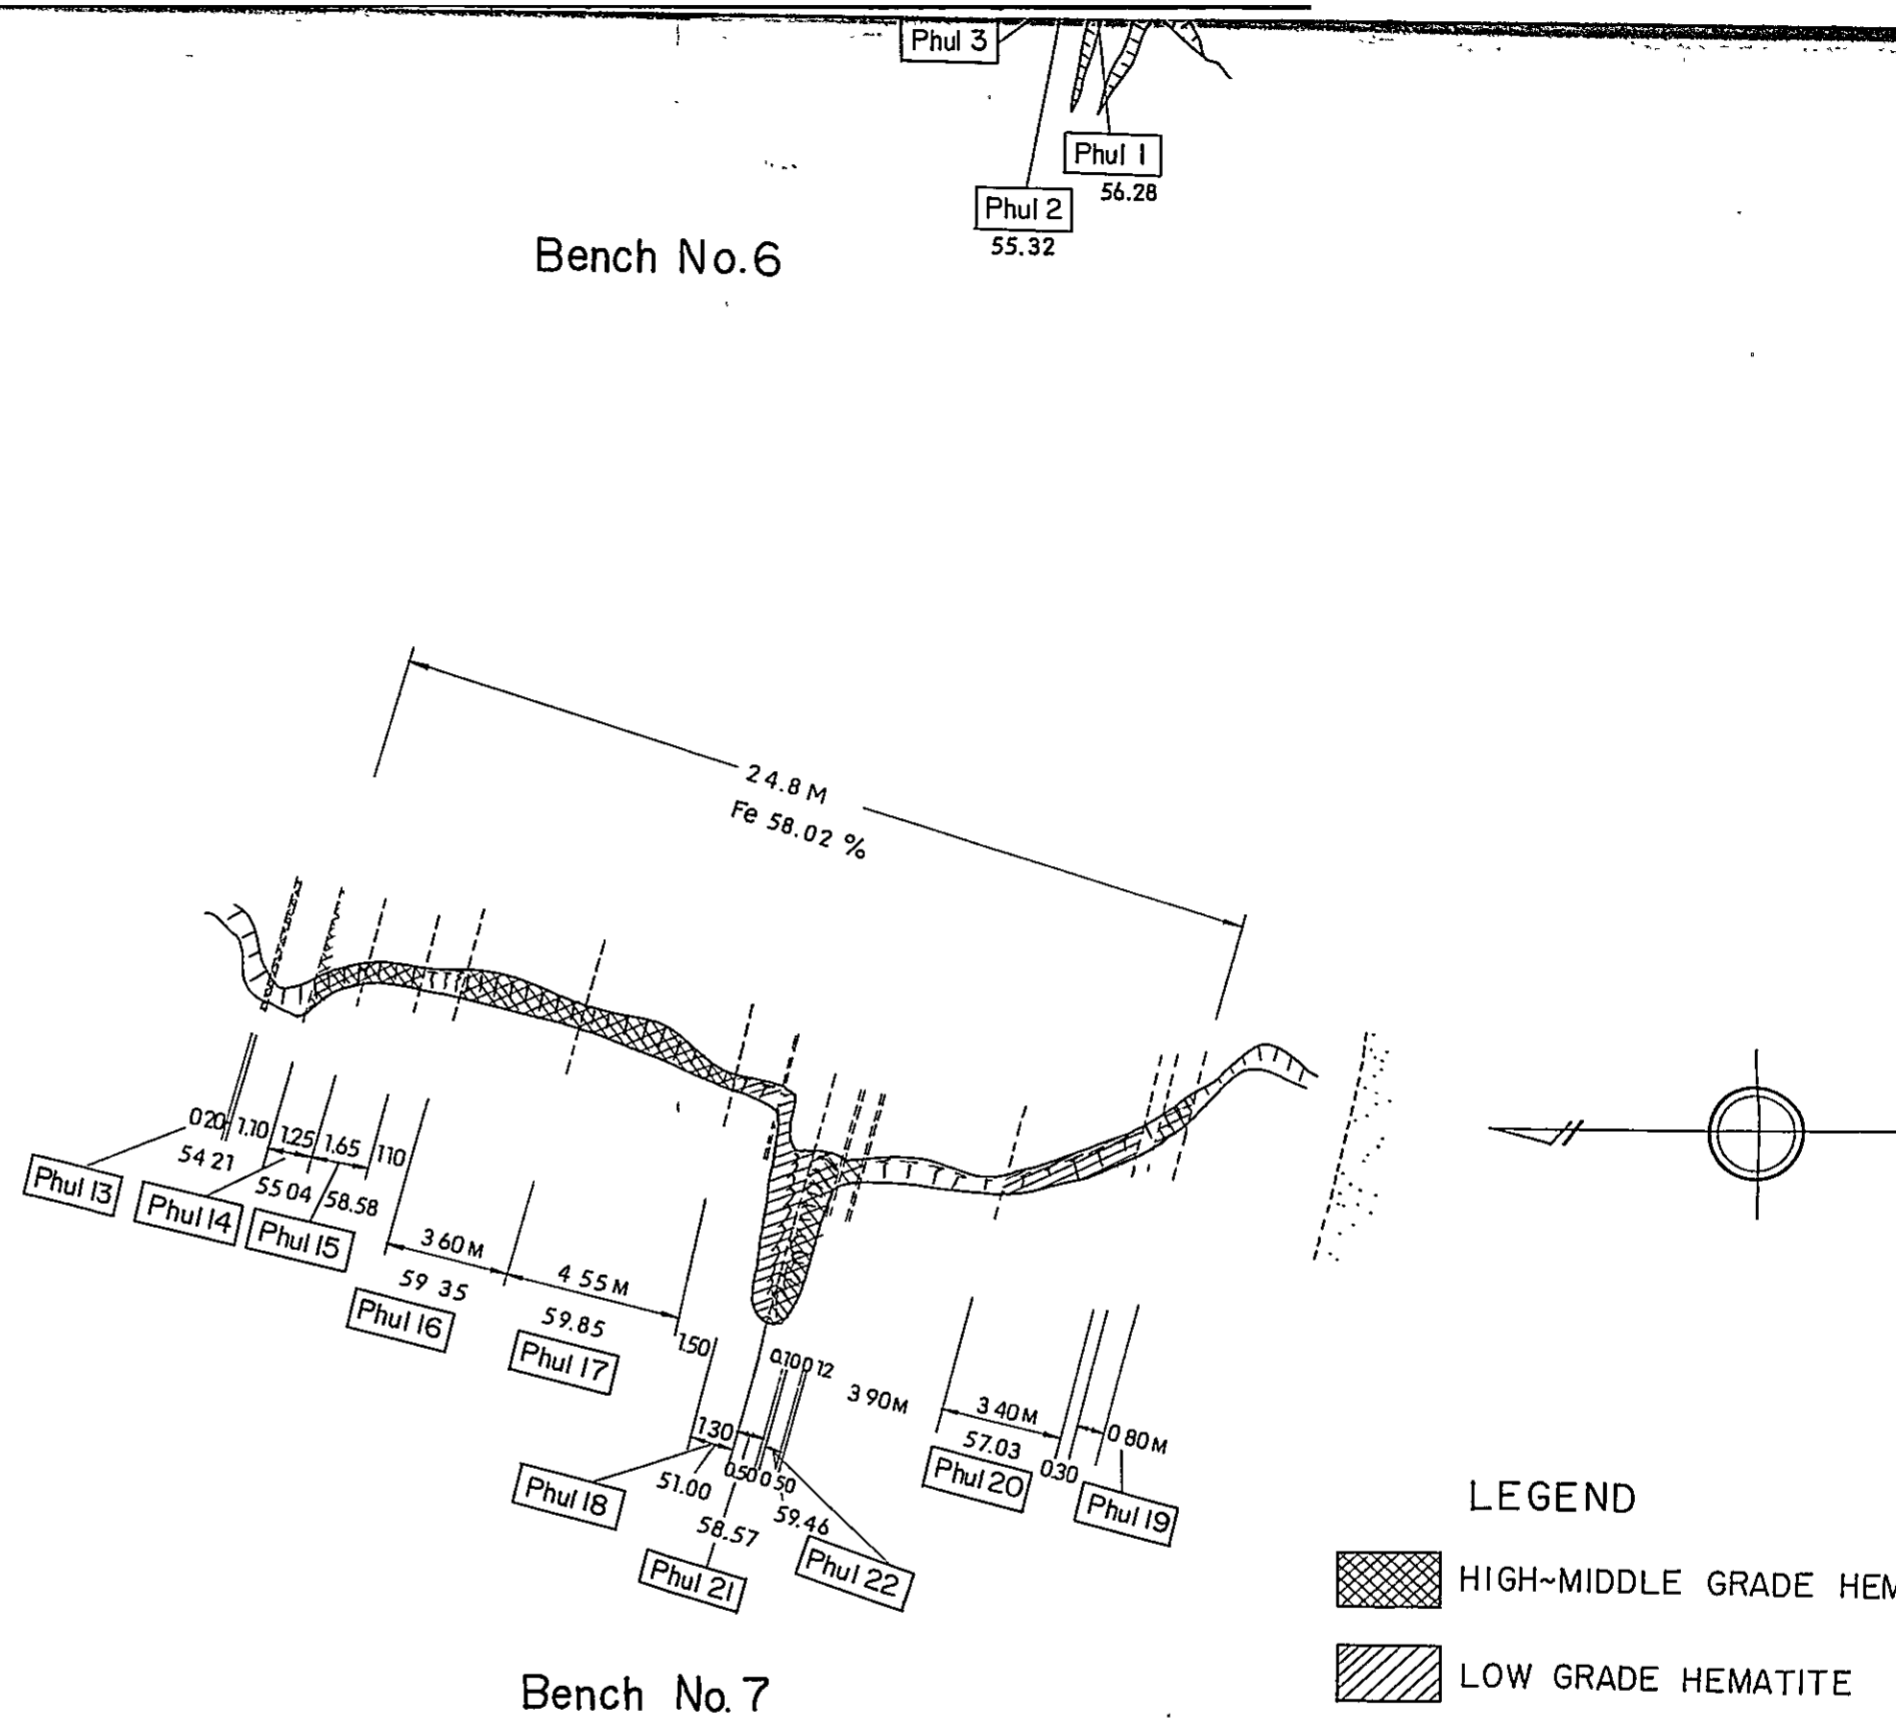 Phul 3
Phul 1
56.28
Phul 2
55.32
Bench No.6
24.8 M
Fe 58.02 %
0 20
1.10
1.25
1.65
1 10
54 21
55 04
58.58
Phul 13
Phul 14
Phul 15
3 60 M
59 35
Phul 16
4 55 M
59.85
Phul 17
1.50
0.10
0 12
3 90 M
1 30
0.50
0 50
51.00
Phul 18
58.57
Phul 21
59.46
Phul 22
3 40 M
57.03
Phul 20
0.30
0 80 M
Phul 19
LEGEND
HIGH~MIDDLE GRADE HEM
LOW GRADE HEMATITE
Bench No. 7